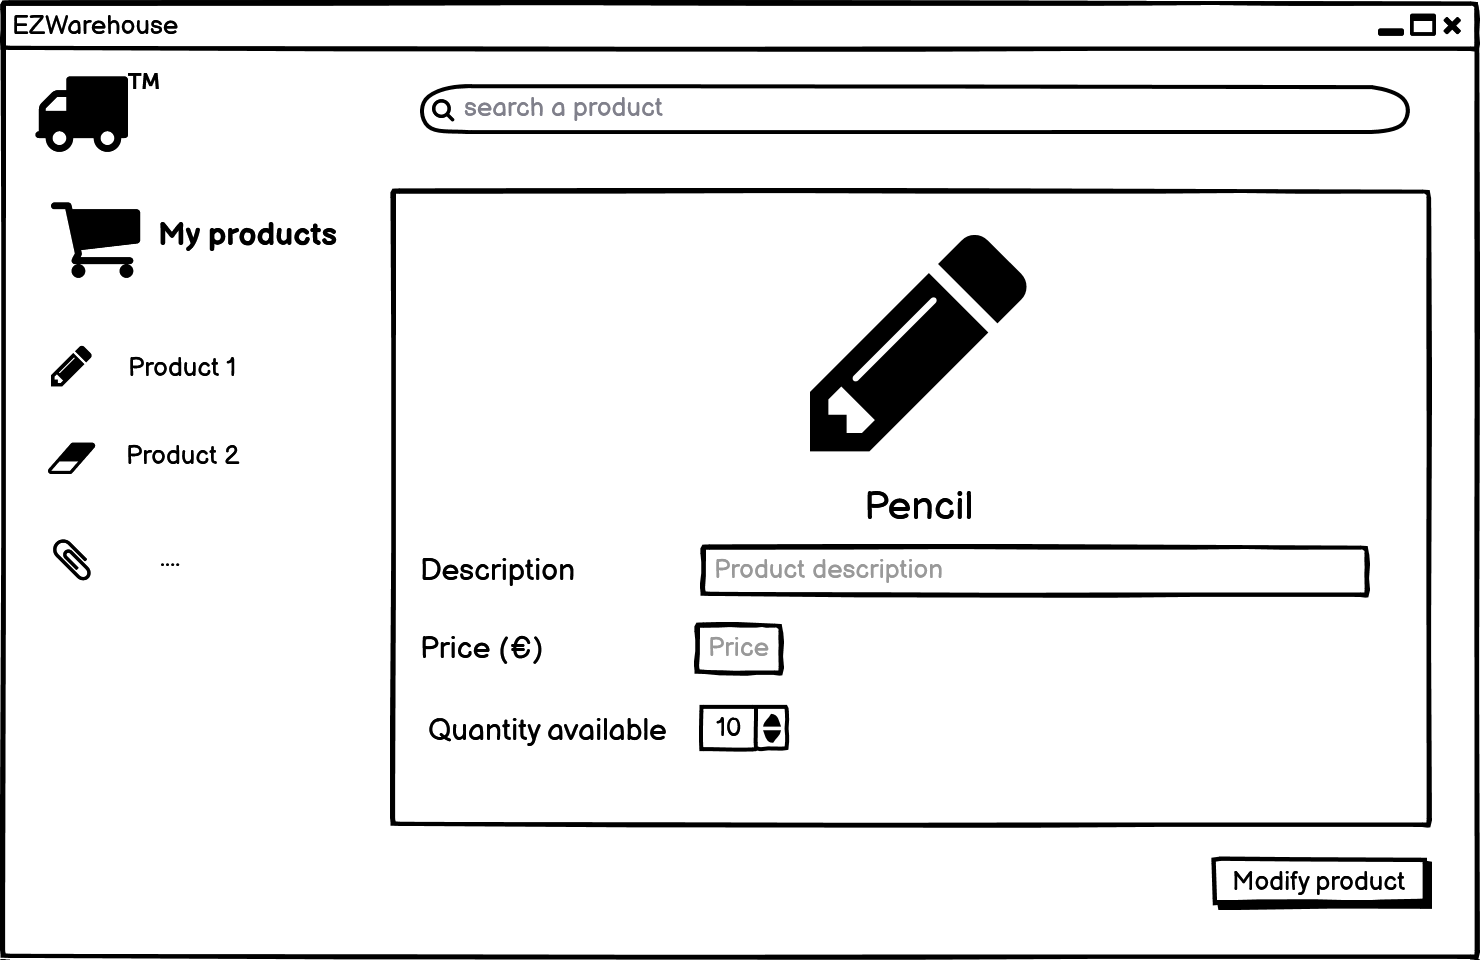 EZWarehouse
TM
search a product
My products
Product 1
Product 2
....
Pencil
Description
Product description
Price (€)
Price
Quantity available
10
Modify product